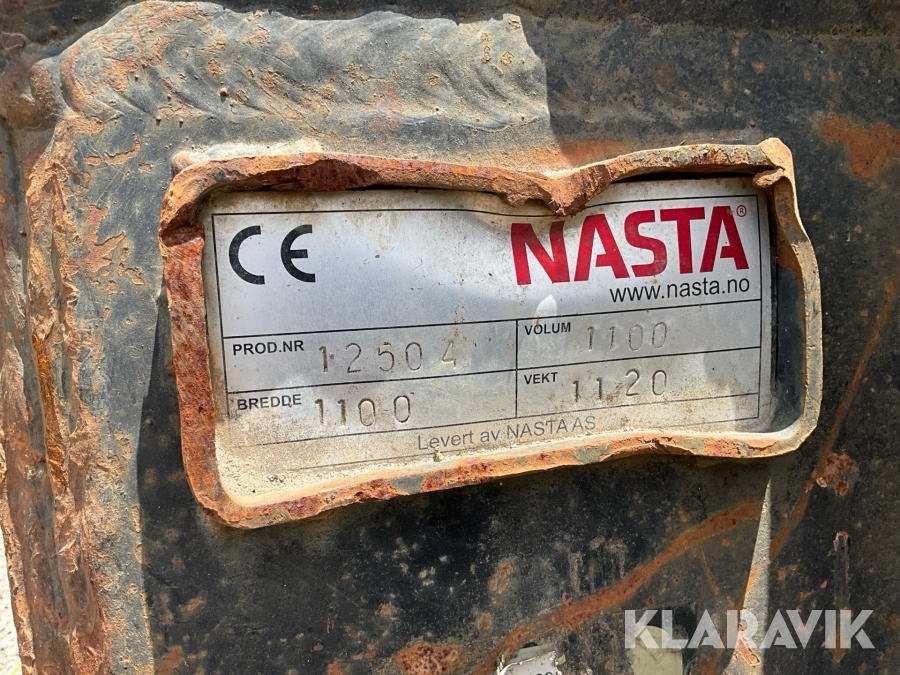 CE NASTA®
www.nasta.no
PROD.NR 12504 VOLUM 1100
BREDDE 1100 VEKT 1120
Levert av NASTA AS
KLARAVIK